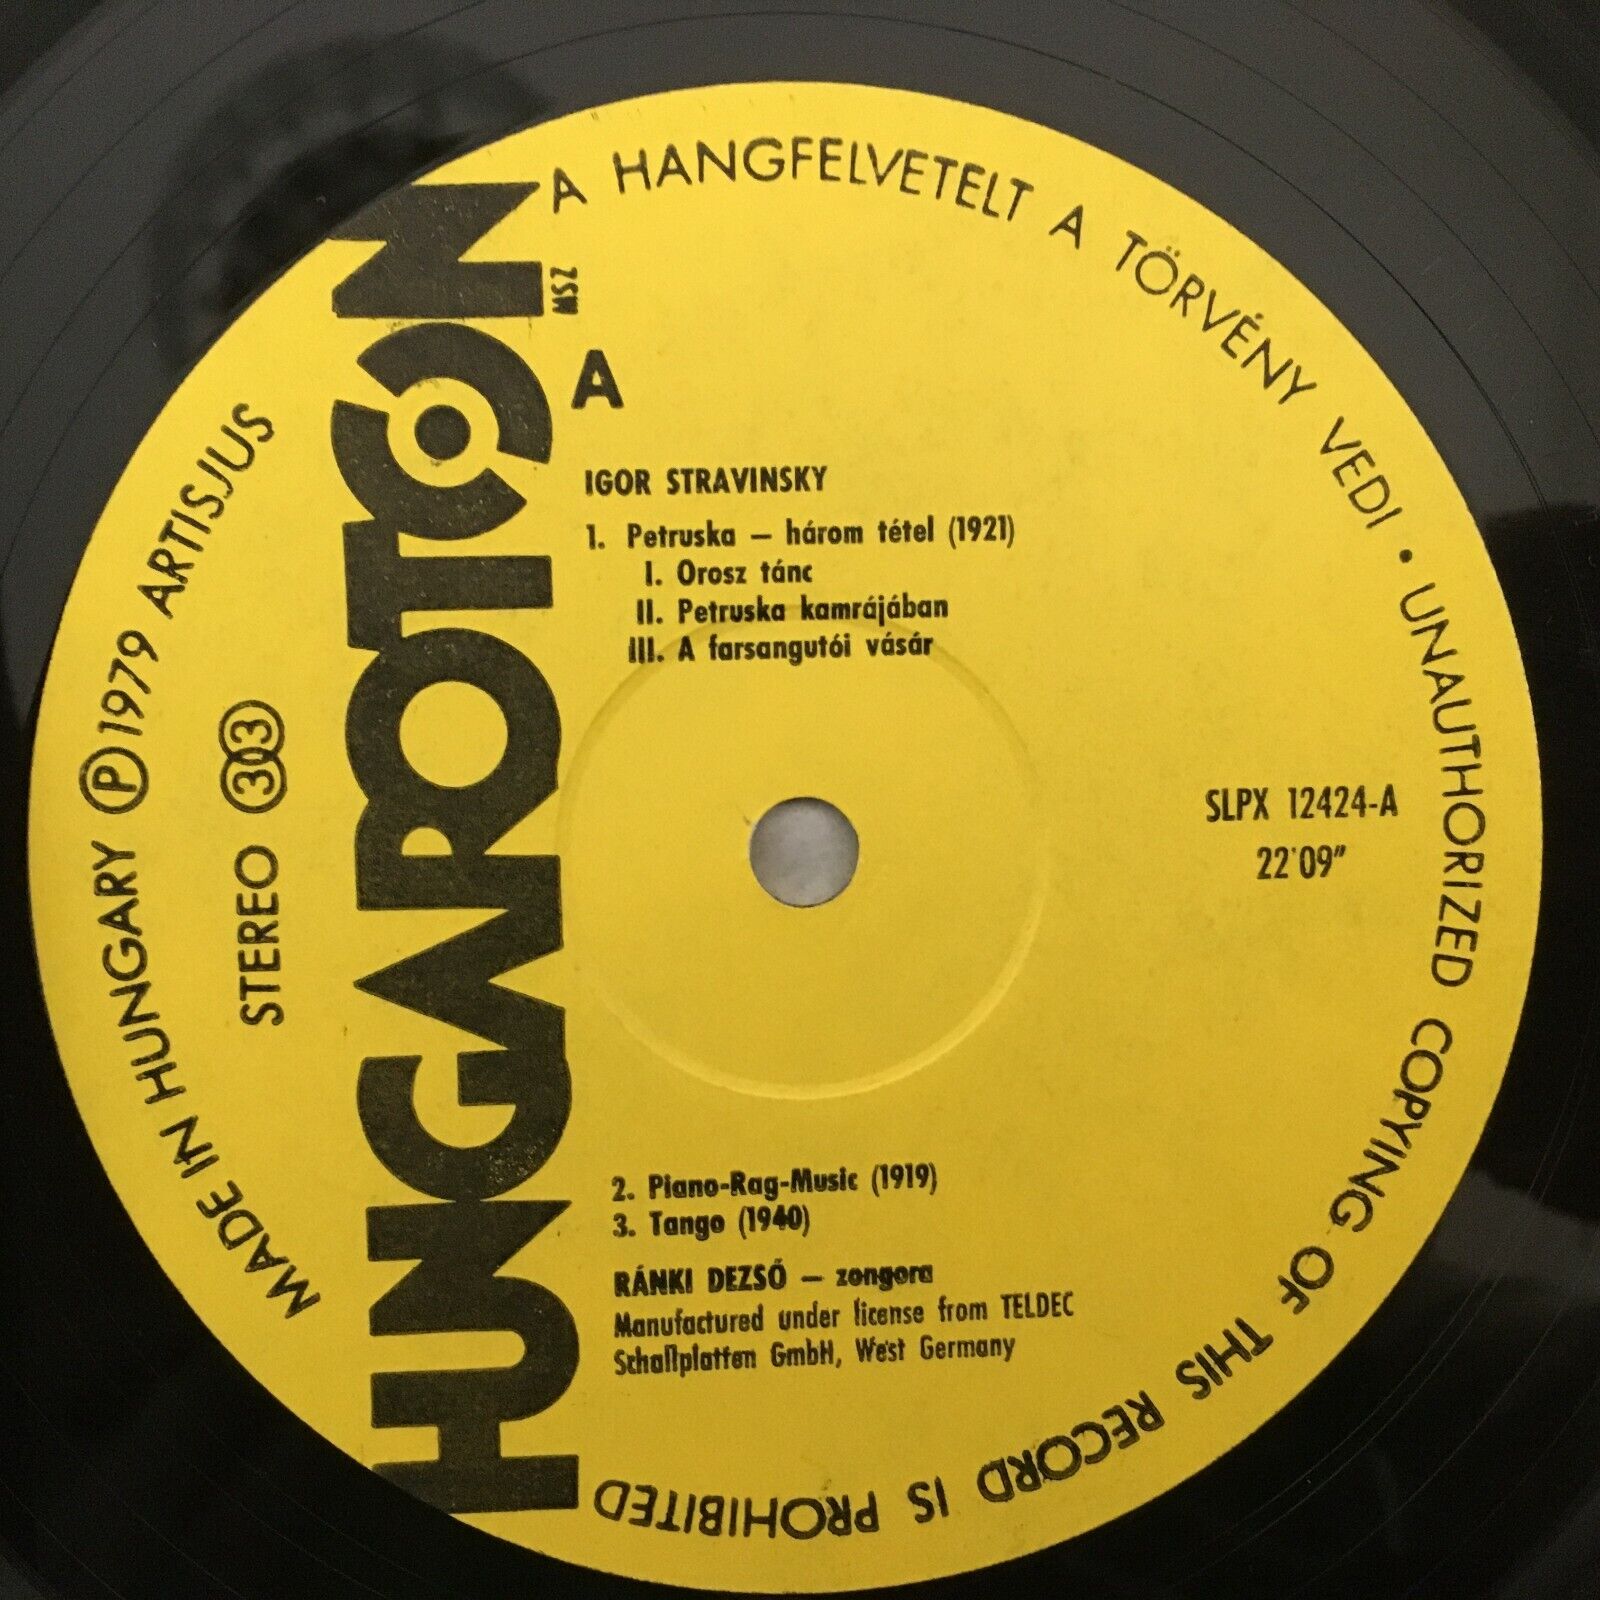 A HANGFELVETELT A TÖRVÉNY VEDI • UNAUTHORIZED COPYING OF THIS RECORD IS PROHIBITED
MADE IN HUNGARY Ⓟ 1979 ARTISJUS
STEREO 33
HUNGAROTON
MSZ
A
IGOR STRAVINSKY
1. Petruska – három tétel (1921)
I. Orosz tánc
II. Petruska kamrájában
III. A farsangutói vásár
SLPX 12424-A
22'09"
2. Piano-Rag-Music (1919)
3. Tango (1940)
RÁNKI DEZSŐ – zongora
Manufactured under license from TELDEC
Schallplatten GmbH, West Germany